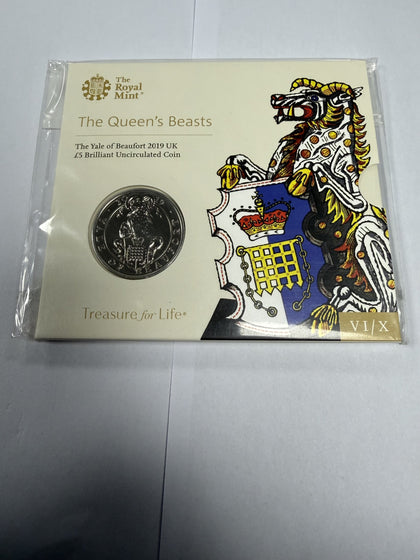 The
Royal
Mint®
The Queen's Beasts
The Yale of Beaufort 2019 UK
£5 Brilliant Uncirculated Coin
Treasure for Life®
VI/X